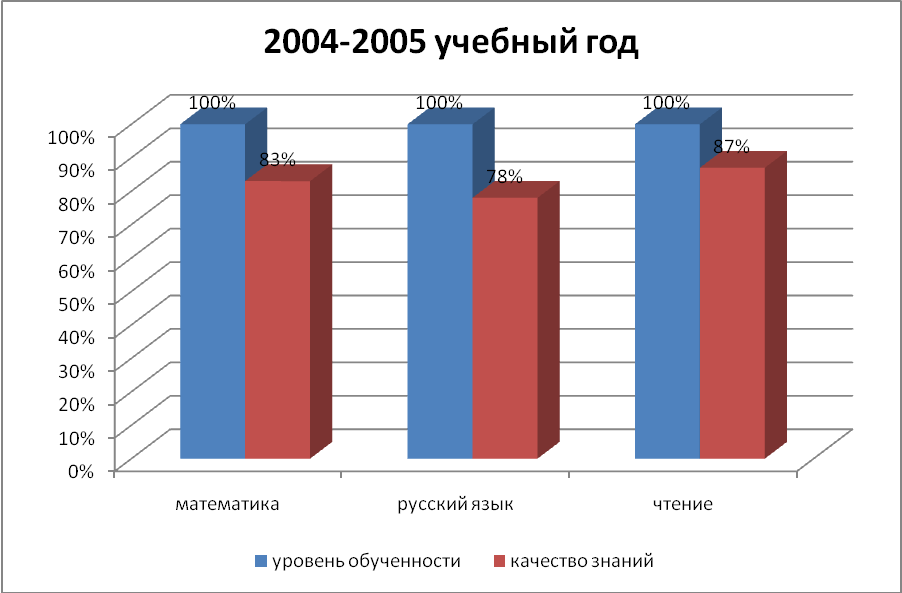 2004-2005 учебный год
100%
100%
100%
83%
78%
87%
100%
90%
80%
70%
60%
50%
40%
30%
20%
10%
0%
математика
русский язык
чтение
уровень обученности
качество знаний